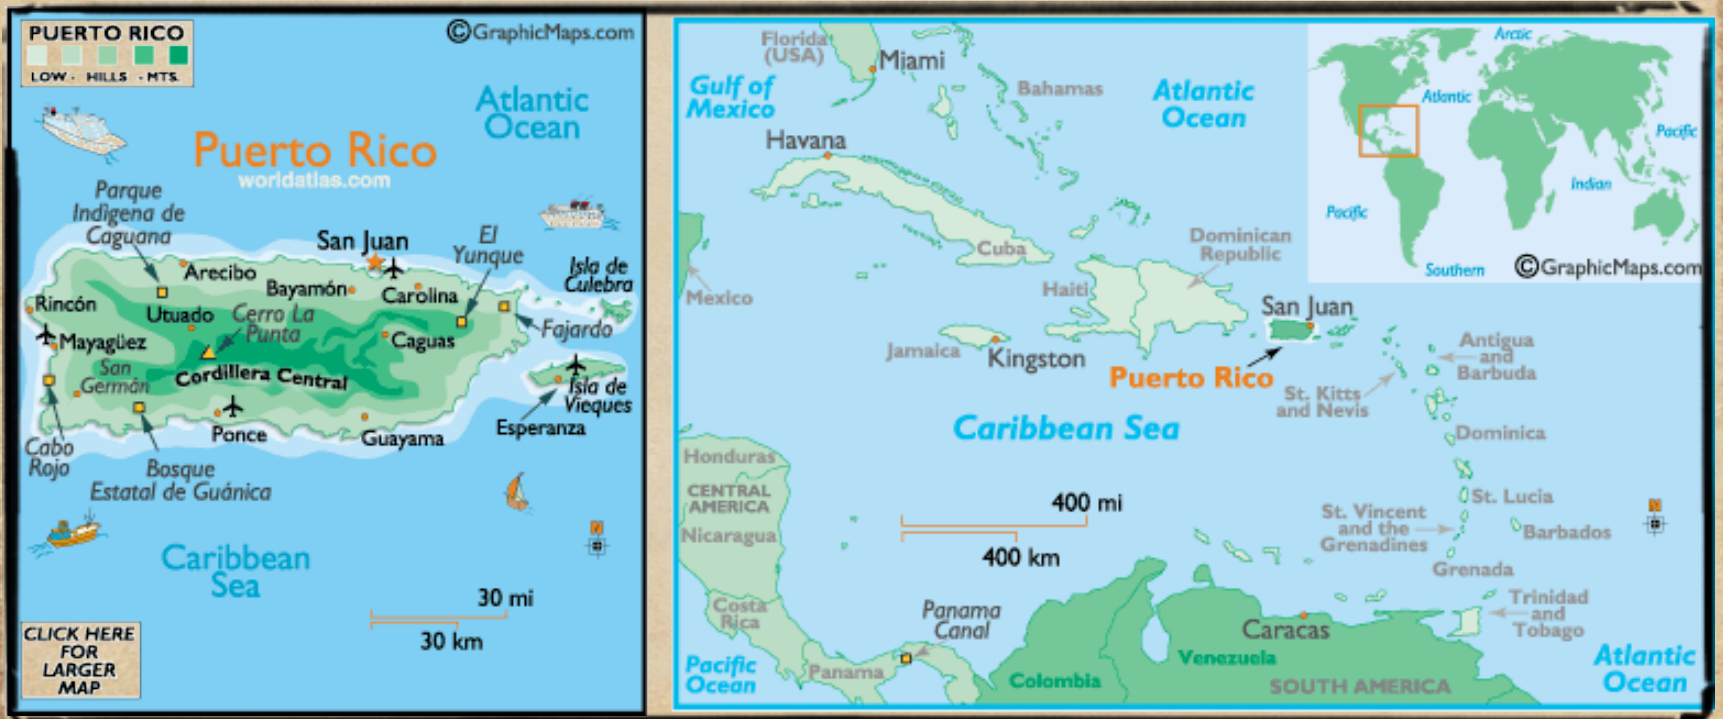 PUERTO RICO
LOW - HILLS - MTS.
©GraphicMaps.com
Atlantic
Ocean
Puerto Rico
worldatlas.com
Parque
Indìgena de
Caguana
San Juan
El
Yunque
Isla de
Culebra
Arecibo
Bayamón
Carolina
Rincón
Utuado
Cerro La
Punta
Fajardo
Mayagüez
Caguas
San
Germán
Cordillera Central
Isla de
Vieques
Esperanza
Ponce
Guayama
Cabo
Rojo
Bosque
Estatal de Guánica
Caribbean
Sea
N
30 mi
30 km
CLICK HERE
FOR
LARGER
MAP
Florida
(USA)
Miami
Gulf of
Mexico
Bahamas
Atlantic
Ocean
Havana
Cuba
Mexico
Dominican
Republic
Haiti
San Juan
Jamaica
Kingston
Puerto Rico
Antigua
and
Barbuda
St. Kitts
and Nevis
Caribbean Sea
Dominica
Honduras
CENTRAL
AMERICA
Nicaragua
400 mi
400 km
St. Lucia
St. Vincent
and the
Grenadines
Barbados
N
Grenada
Costa
Rica
Panama
Canal
Trinidad
and
Tobago
Caracas
Pacific
Ocean
Panama
Colombia
Venezuela
SOUTH AMERICA
Atlantic
Ocean
Arctic
Atlantic
Pacific
Indian
Pacific
Southern
©GraphicMaps.com